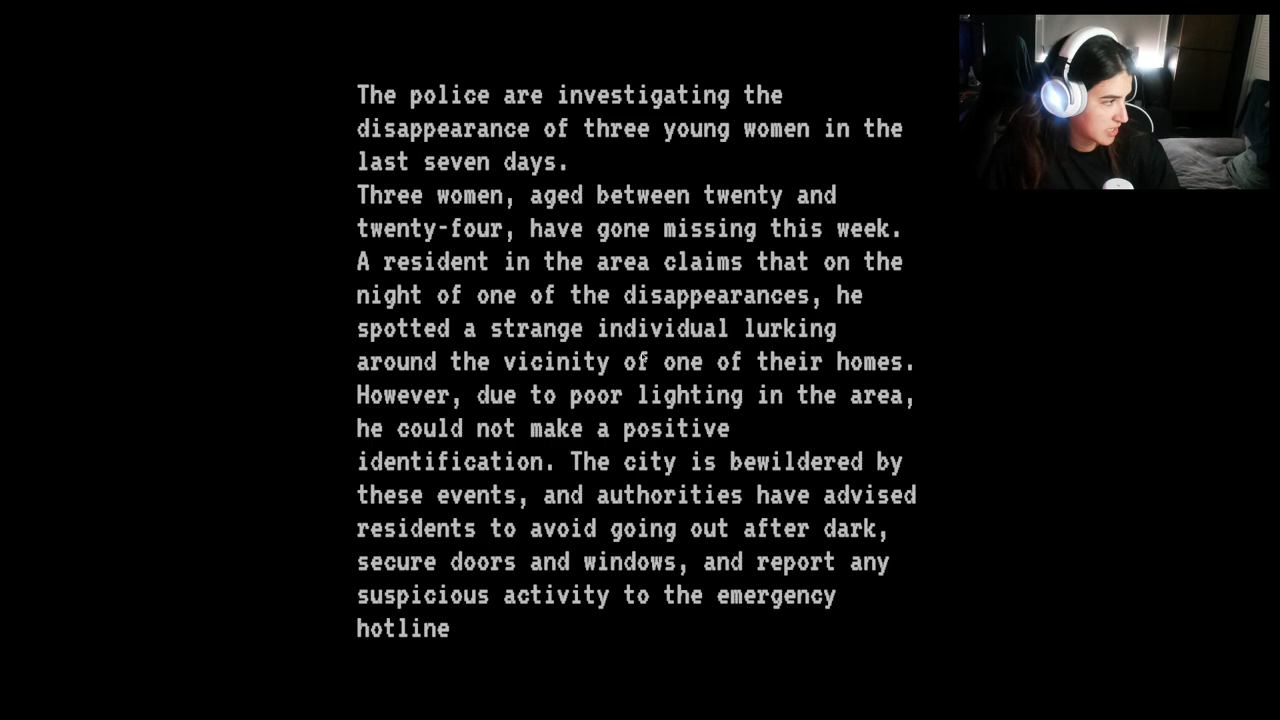 The police are investigating the
disappearance of three young women in the
last seven days.
Three women, aged between twenty and
twenty-four, have gone missing this week.
A resident in the area claims that on the
night of one of the disappearances, he
spotted a strange individual lurking
around the vicinity of one of their homes.
However, due to poor lighting in the area,
he could not make a positive
identification. The city is bewildered by
these events, and authorities have advised
residents to avoid going out after dark,
secure doors and windows, and report any
suspicious activity to the emergency
hotline